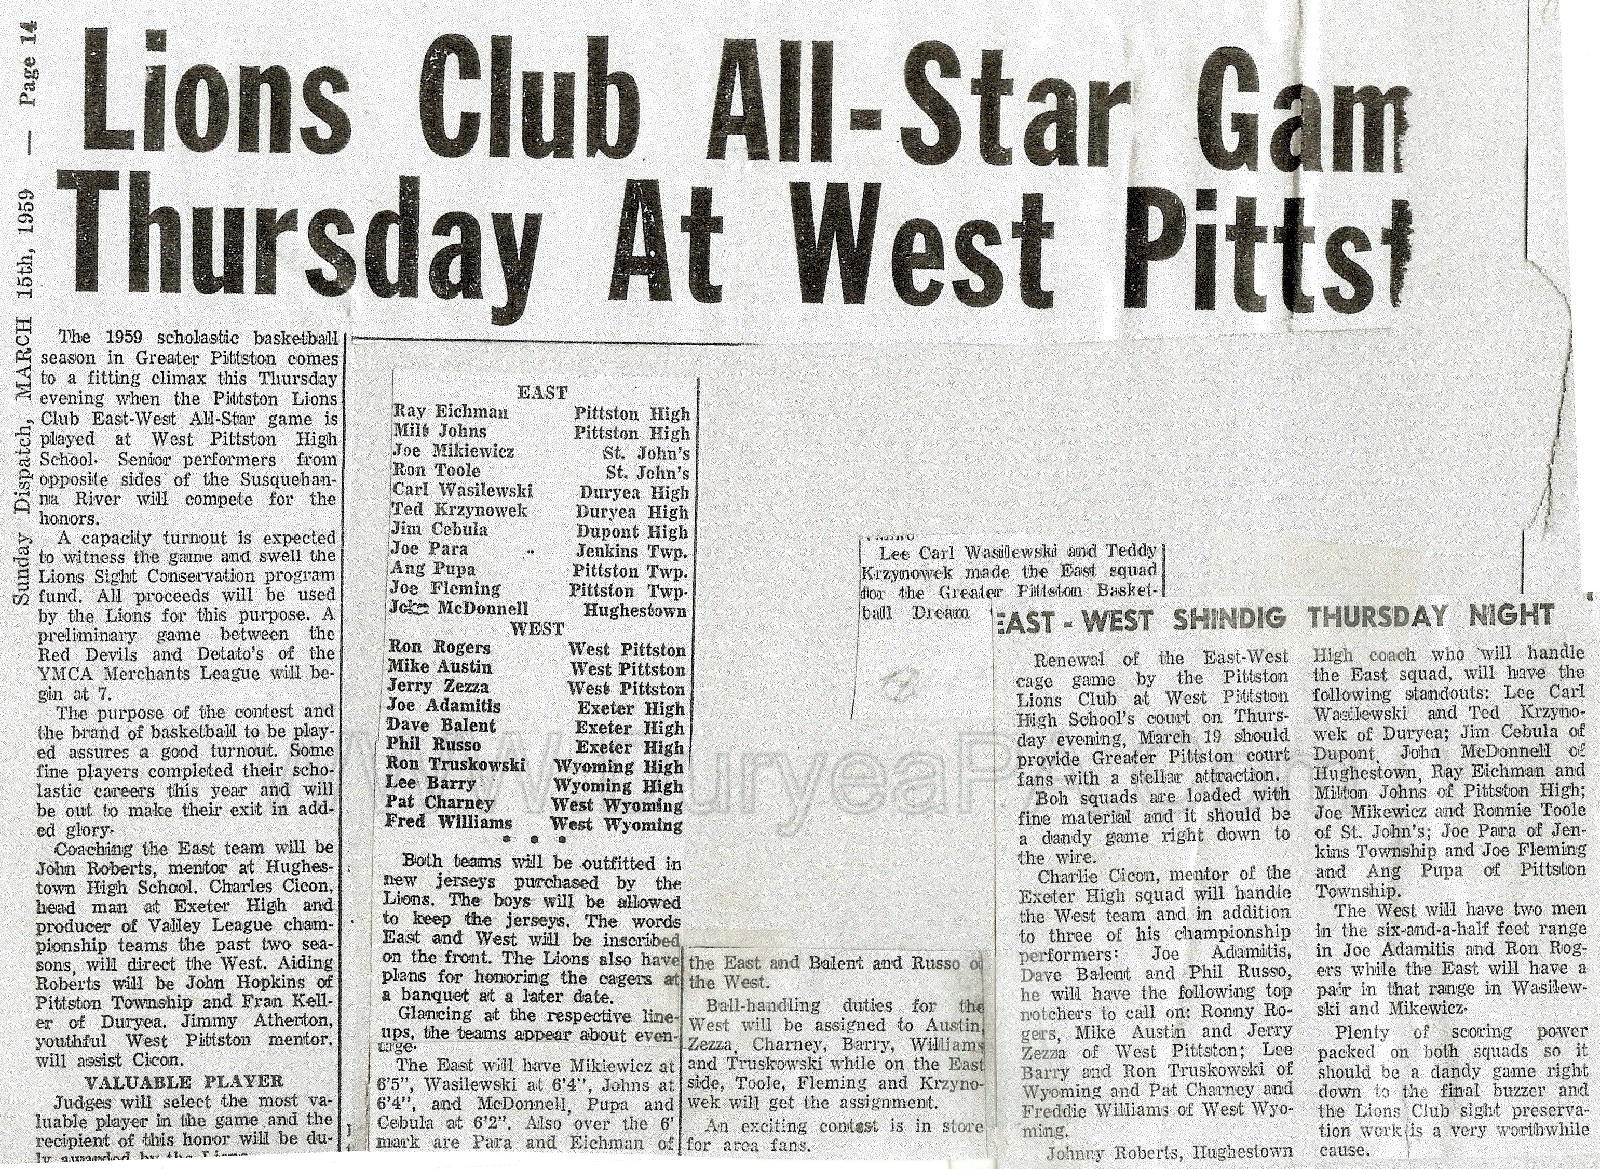 Lions Club All-Star Gam
Thursday At West Pittst
Sunday Dispatch, MARCH 15th, 1959 — Page 14
The 1959 scholastic basketball
season in Greater Pittston comes
to a fitting climax this Thursday
evening when the Pittston Lions
Club East-West All-Star game is
played at West Pittston High
School. Senior performers from
opposite sides of the Susquehan-
na River will compete for the
honors.
A capacity turnout is expected
to witness the game and swell the
Lions Sight Conservation program
fund. All proceeds will be used
by the Lions for this purpose. A
preliminary game between the
Red Devils and Detato's of the
YMCA Merchants League will be-
gin at 7.
The purpose of the contest and
the brand of basketball to be play-
ed assures a good turnout. Some
fine players completed their scho-
lastic careers this year and will
be out to make their exit in add-
ed glory.
Coaching the East team will be
John Roberts, mentor at Hughes-
town High School. Charles Cicon,
head man at Exeter High and
producer of Valley League cham-
pionship teams the past two sea-
sons, will direct the West. Aiding
Roberts will be John Hopkins of
Pittston Township and Fran Kell-
er of Duryea. Jimmy Atherton,
youthful West Pittston mentor,
will assist Cicon.
VALUABLE PLAYER
Judges will select the most va-
luable player in the game and the
recipient of this honor will be du-
ly awarded by the Lions
EAST
Ray Eichman Pittston High
Milt Johns Pittston High
Joe Mikiewicz St. John's
Ron Toole St. John's
Carl Wasilewski Duryea High
Ted Krzynowek Duryea High
Jim Cebula Dupont High
Joe Para Jenkins Twp.
Ang Pupa Pittston Twp.
Joe Fleming Pittston Twp.
McDonnell Hughestown
WEST
Ron Rogers West Pittston
Mike Austin West Pittston
Jerry Zezza West Pittston
Joe Adamitis Exeter High
Dave Balent Exeter High
Phil Russo Exeter High
Ron Truskowski Wyoming High
Lee Barry Wyoming High
Pat Charney West Wyoming
Fred Williams West Wyoming
* * *
Both teams will be outfitted in
new jerseys purchased by the
Lions. The boys will be allowed
to keep the jerseys. The words
East and West will be inscribed
on the front. The Lions also have
plans for honoring the cagers at
a banquet at a later date.
Glancing at the respective line-
ups, the teams appear about even-
The East will have Mikiewicz at
6'5", Wasilewski at 6'4", Johns at
6'4", and McDonnell, Pupa and
Cebula at 6'2". Also over the 6'
mark are Para and Eichman of
the East and Balent and Russo of
the West.
Ball-handling duties for the
West will be assigned to Austin,
Zezza, Charney, Barry, Williams
and Truskowski while on the East
side, Toole, Fleming and Krzyno-
wek will get the assignment.
An exciting contest is in store
for area fans.
Lee Carl Wasilewski and Teddy
Krzynowek made the East squad
for the Greater Pittston Basket-
ball Dream
EAST - WEST SHINDIG THURSDAY NIGHT
Renewal of the East-West
cage game by the Pittston
Lions Club at West Pittston
High School's court on Thurs-
day evening, March 19 should
provide Greater Pittston court
fans with a stellar attraction.
Boh squads are loaded with
fine material and it should be
a dandy game right down to
the wire.
Charlie Cicon, mentor of the
Exeter High squad will handle
the West team and in addition
to three of his championship
performers: Joe Adamitis,
Dave Balent and Phil Russo,
he will have the following top
notchers to call on: Ronny Ro-
gers, Mike Austin and Jerry
Zezza of West Pittston; Lee
Barry and Ron Truskowski of
Wyoming and Pat Charney and
Freddie Williams of West Wyo-
ming.
Johnny Roberts, Hughestown
High coach who will handle
the East squad, will have the
following standouts: Lee Carl
Wasilewski and Ted Krzyno-
wek of Duryea; Jim Cebula of
Dupont, John McDonnell of
Hughestown, Ray Eichman and
Milton Johns of Pittston High;
Joe Mikewicz and Ronnie Toole
of St. John's; Joe Para of Jen-
kins Township and Joe Fleming
and Ang Pupa of Pittston
Township.
The West will have two men
in the six-and-a-half feet range
in Joe Adamitis and Ron Rog-
ers while the East will have a
pair in that range in Wasilew-
ski and Mikewicz.
Plenty of scoring power
packed on both squads so it
should be a dandy game right
down to the final buzzer and
the Lions Club sight preserva-
tion work is a very worthwhile
cause.